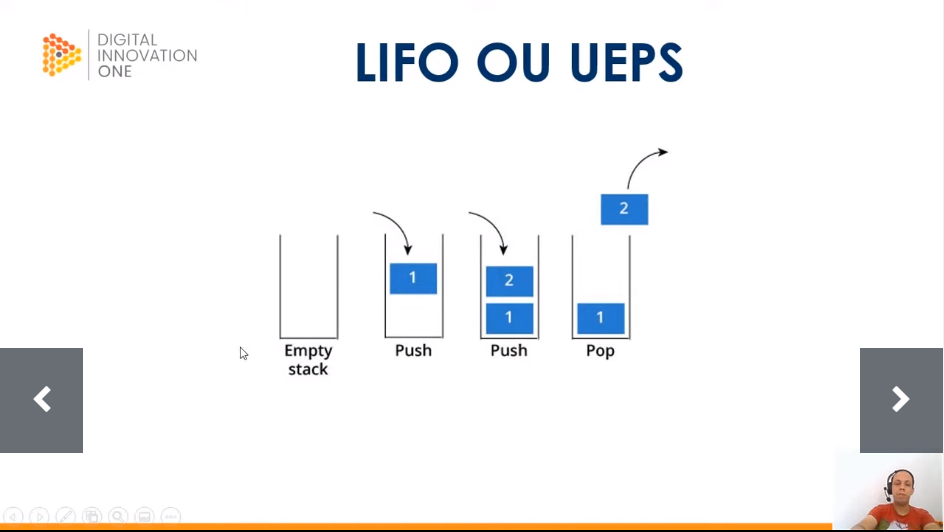 DIGITAL
INNOVATION
ONE
LIFO OU UEPS
2
1
2
1
1
Empty
stack
Push
Push
Pop